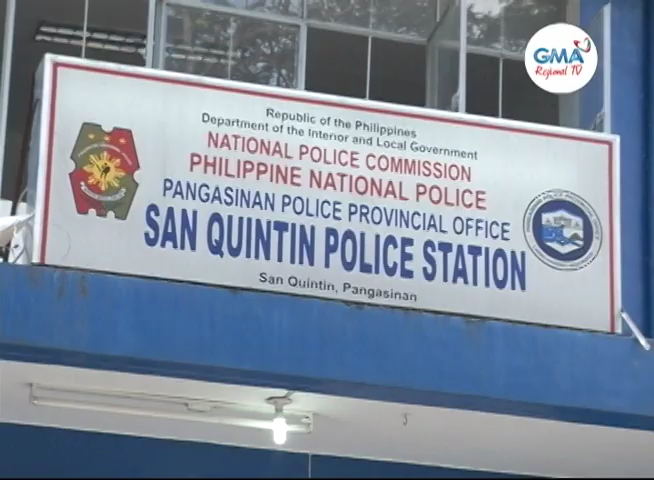 GMA
Regional TV
Republic of the Philippines
Department of the Interior and Local Government
NATIONAL POLICE COMMISSION
PHILIPPINE NATIONAL POLICE
PANGASINAN POLICE PROVINCIAL OFFICE
SAN QUINTIN POLICE STATION
San Quintin, Pangasinan